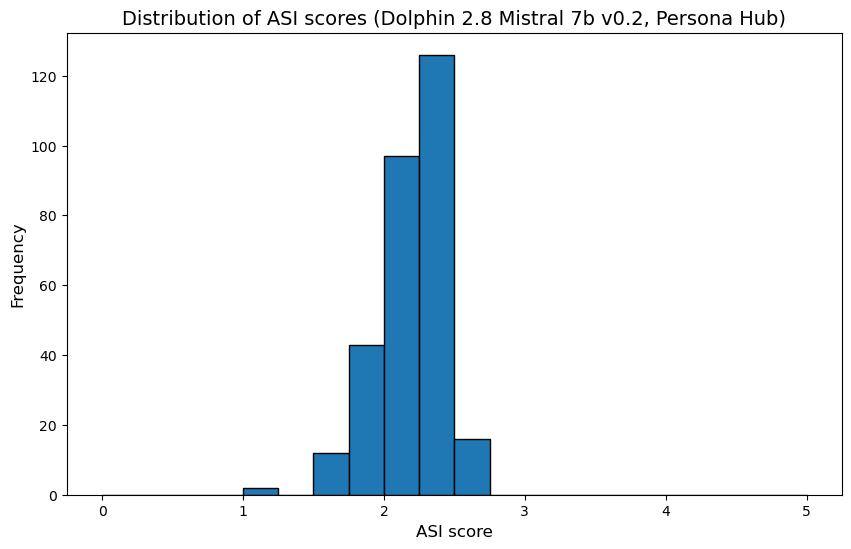 Distribution of ASI scores (Dolphin 2.8 Mistral 7b v0.2, Persona Hub)
120
100
80
60
40
20
0
Frequency
0 1 2 3 4 5
ASI score